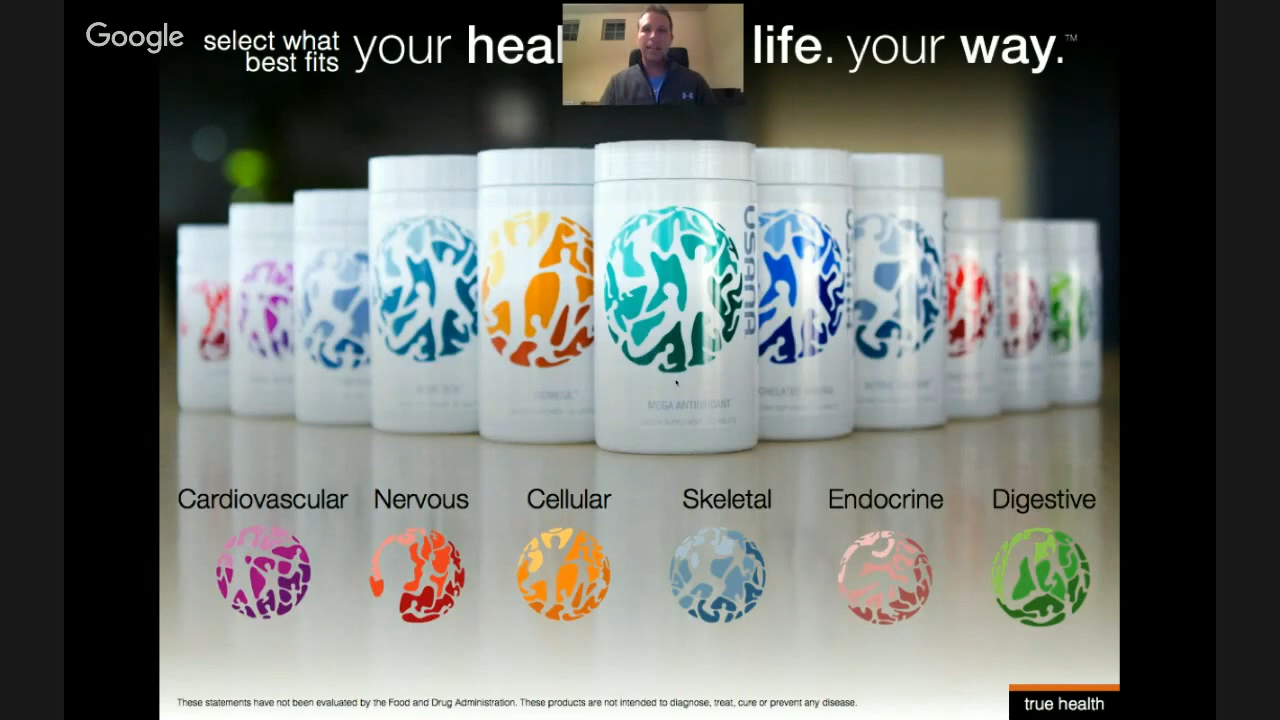 Google
select what
best fits
your heal
life. your way.™
USANA
MEGA ANTIOXIDANT
Cardiovascular
Nervous
Cellular
Skeletal
Endocrine
Digestive
These statements have not been evaluated by the Food and Drug Administration. These products are not intended to diagnose, treat, cure or prevent any disease.
true health